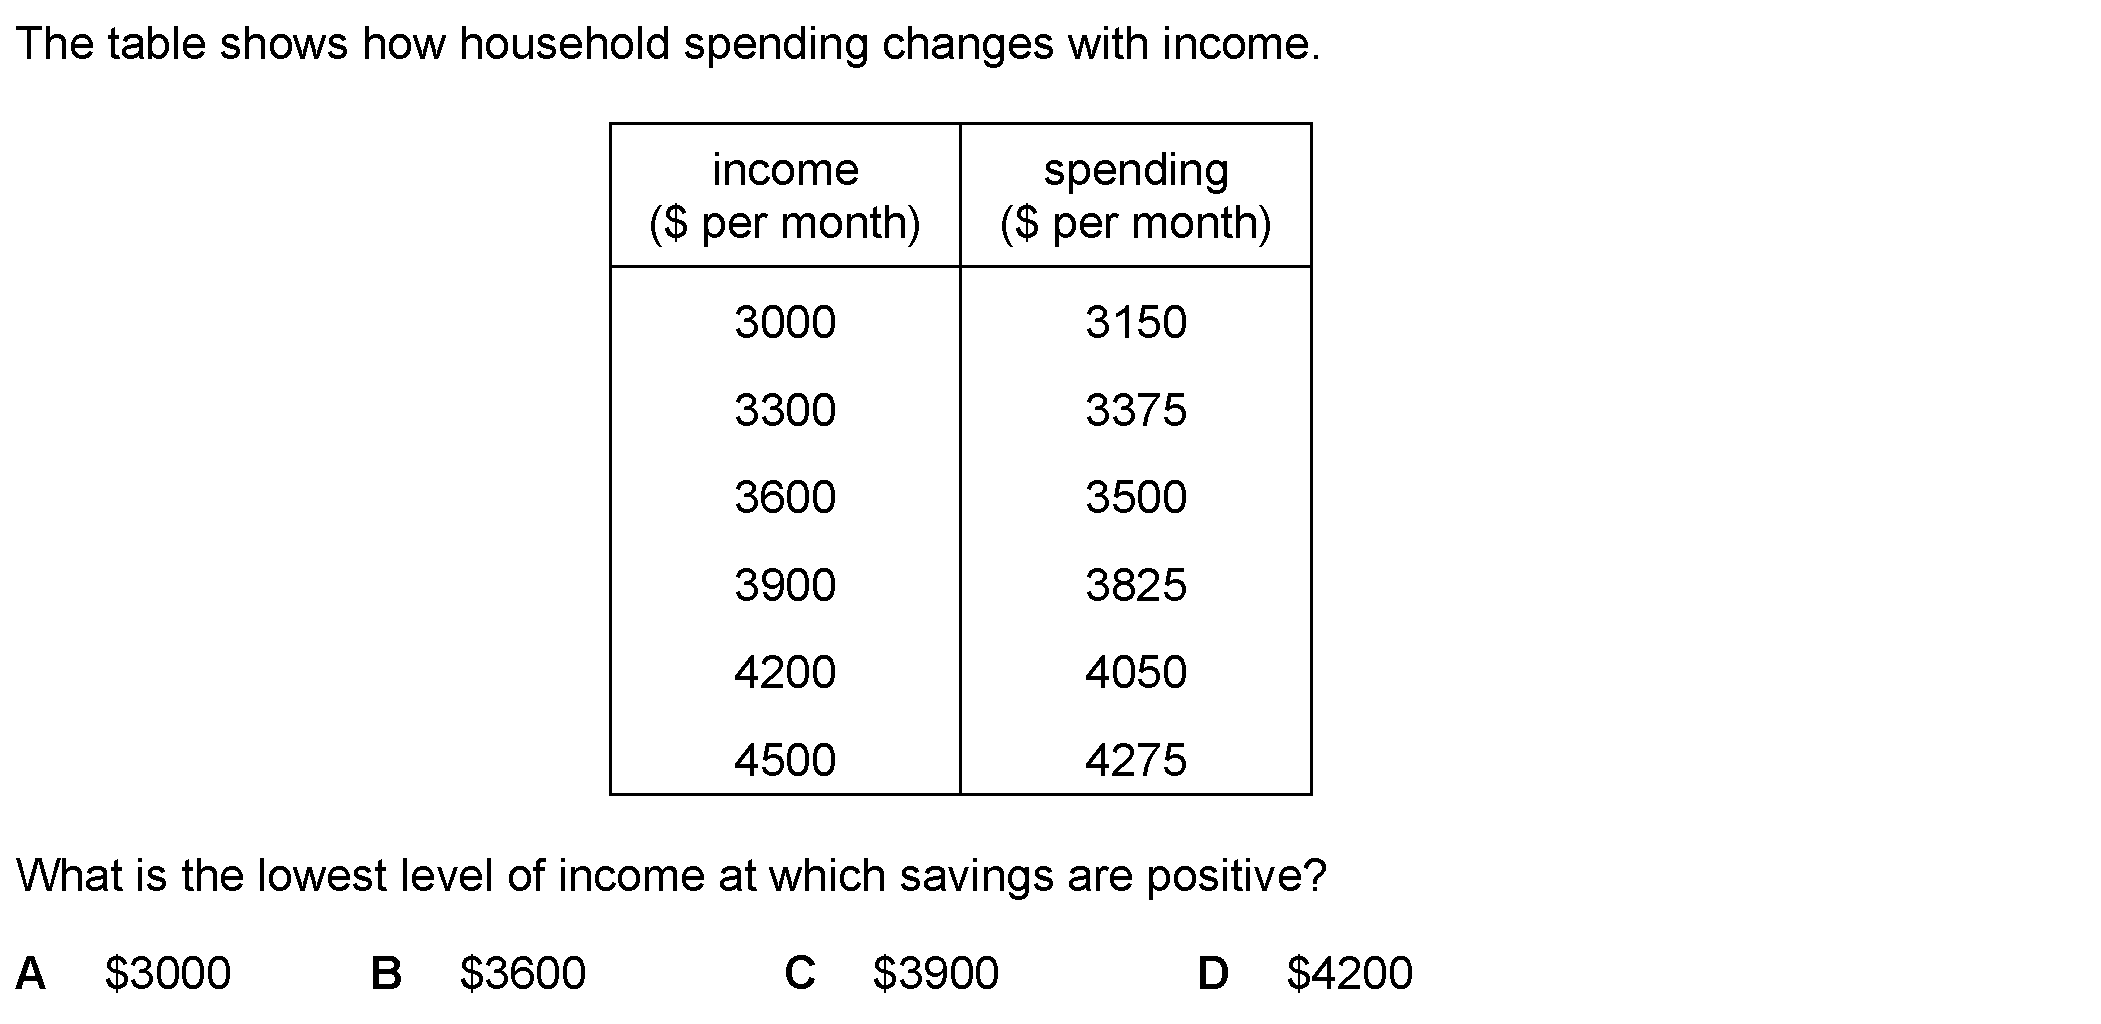 The table shows how household spending changes with income.
income spending
($ per month) ($ per month)
3000 3150
3300 3375
3600 3500
3900 3825
4200 4050
4500 4275
What is the lowest level of income at which savings are positive?
A $3000 B $3600 C $3900 D $4200